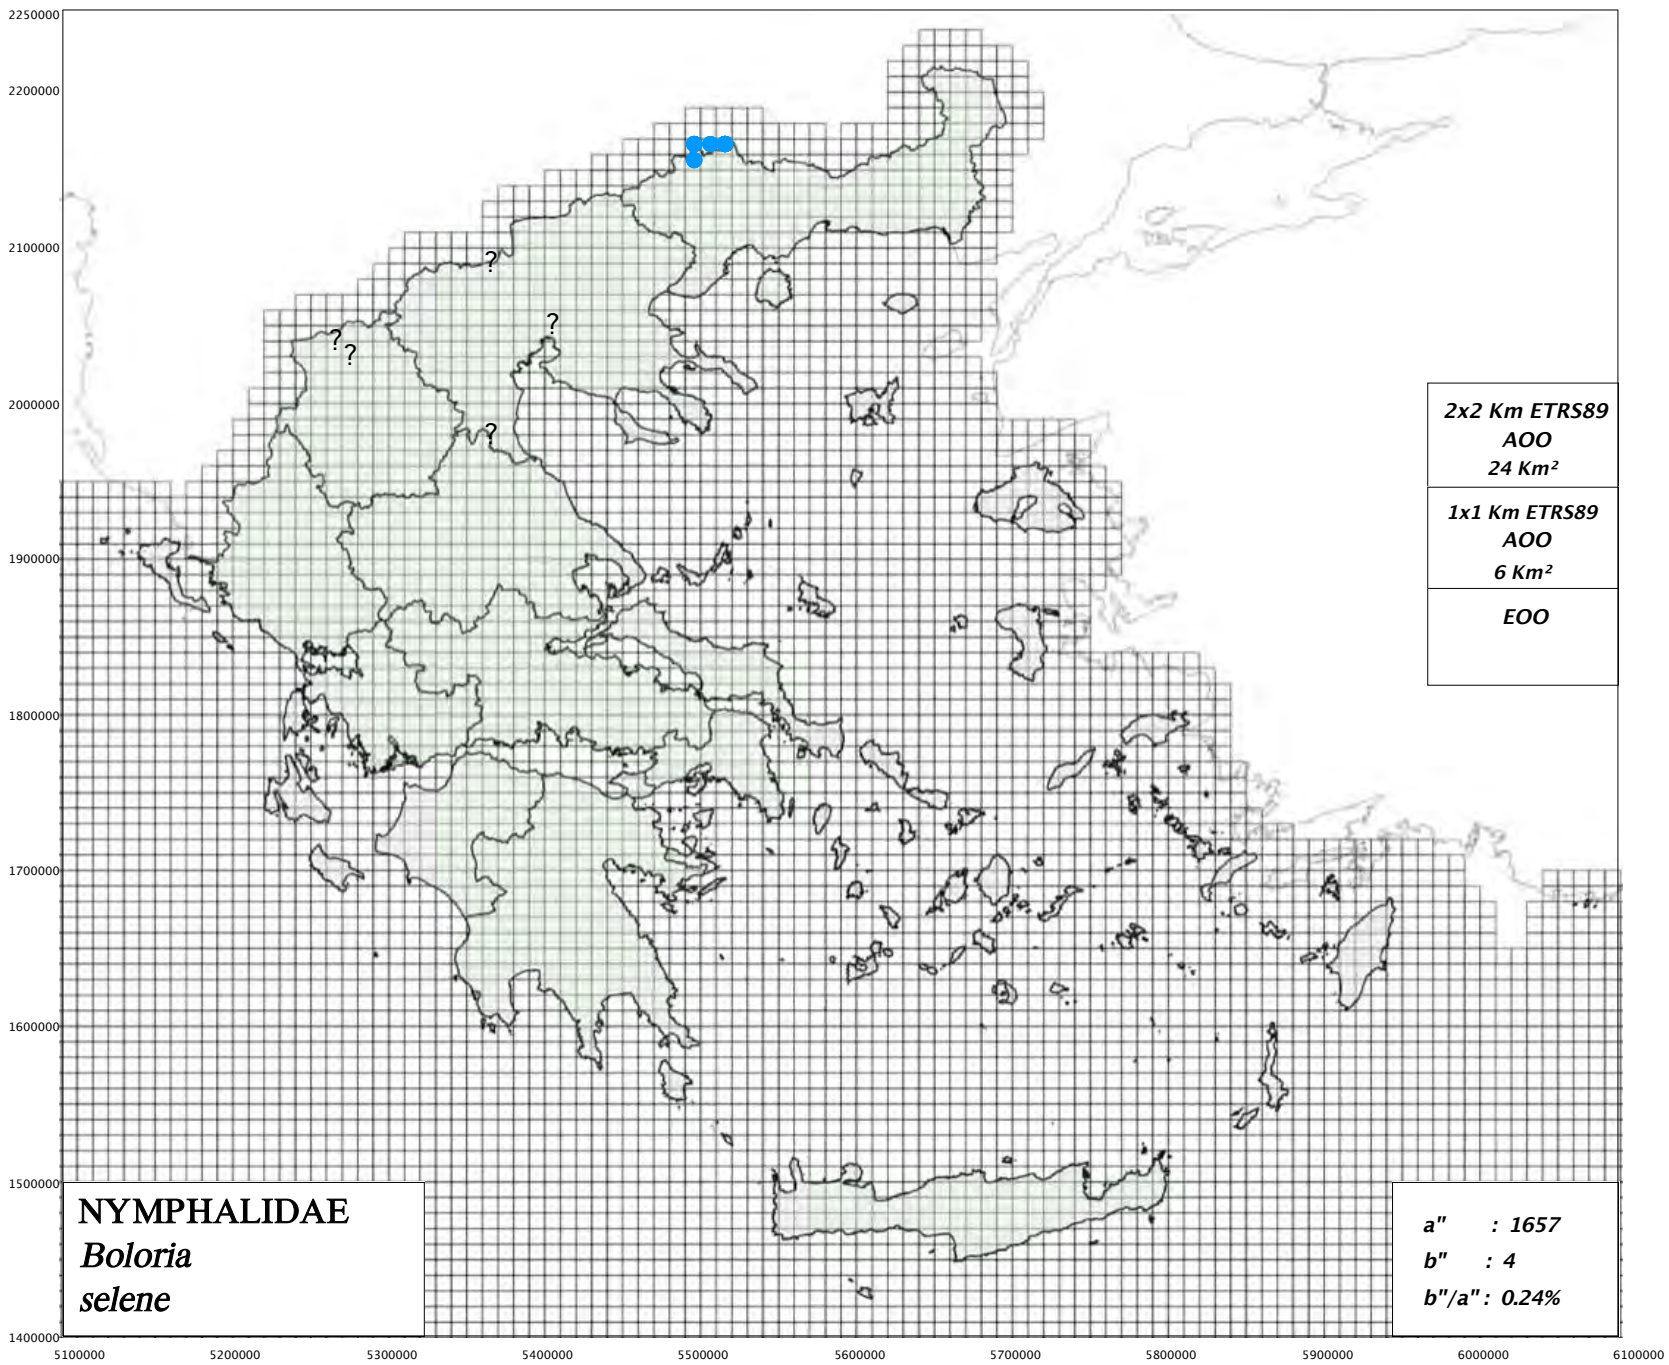 2250000
2200000
2100000
?
?
?
?
2000000
2x2 Km ETRS89
AOO
24 Km²
?
1x1 Km ETRS89
AOO
6 Km²
1900000
EOO
1800000
1700000
1600000
1500000
NYMPHALIDAE
Boloria
selene
a" : 1657
b" : 4
b"/a" : 0.24%
1400000
5100000 5200000 5300000 5400000 5500000 5600000 5700000 5800000 5900000 6000000 6100000